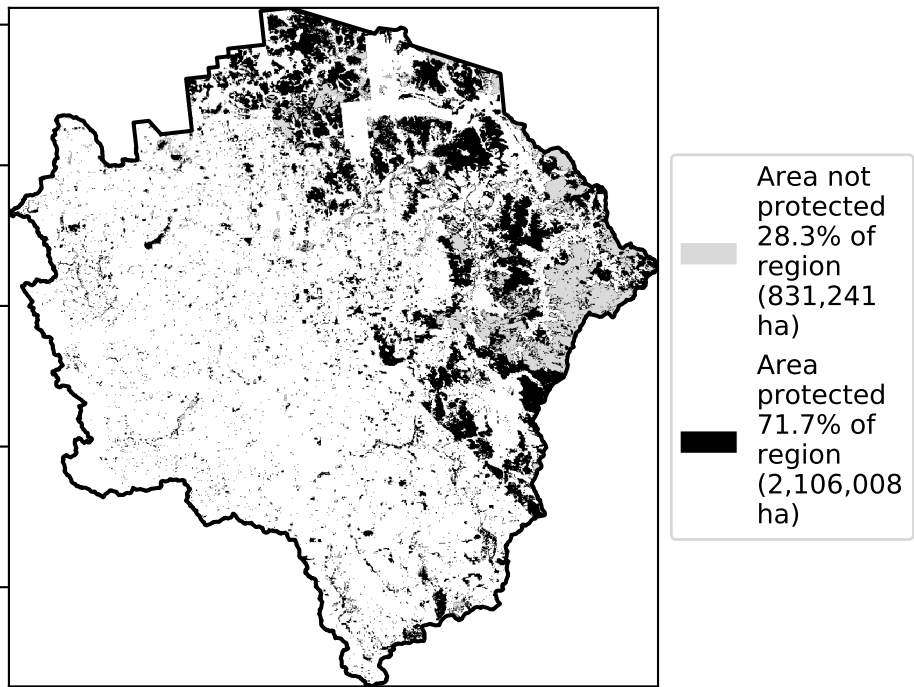 Area not
protected
28.3% of
region
(831,241
ha)
Area
protected
71.7% of
region
(2,106,008
ha)